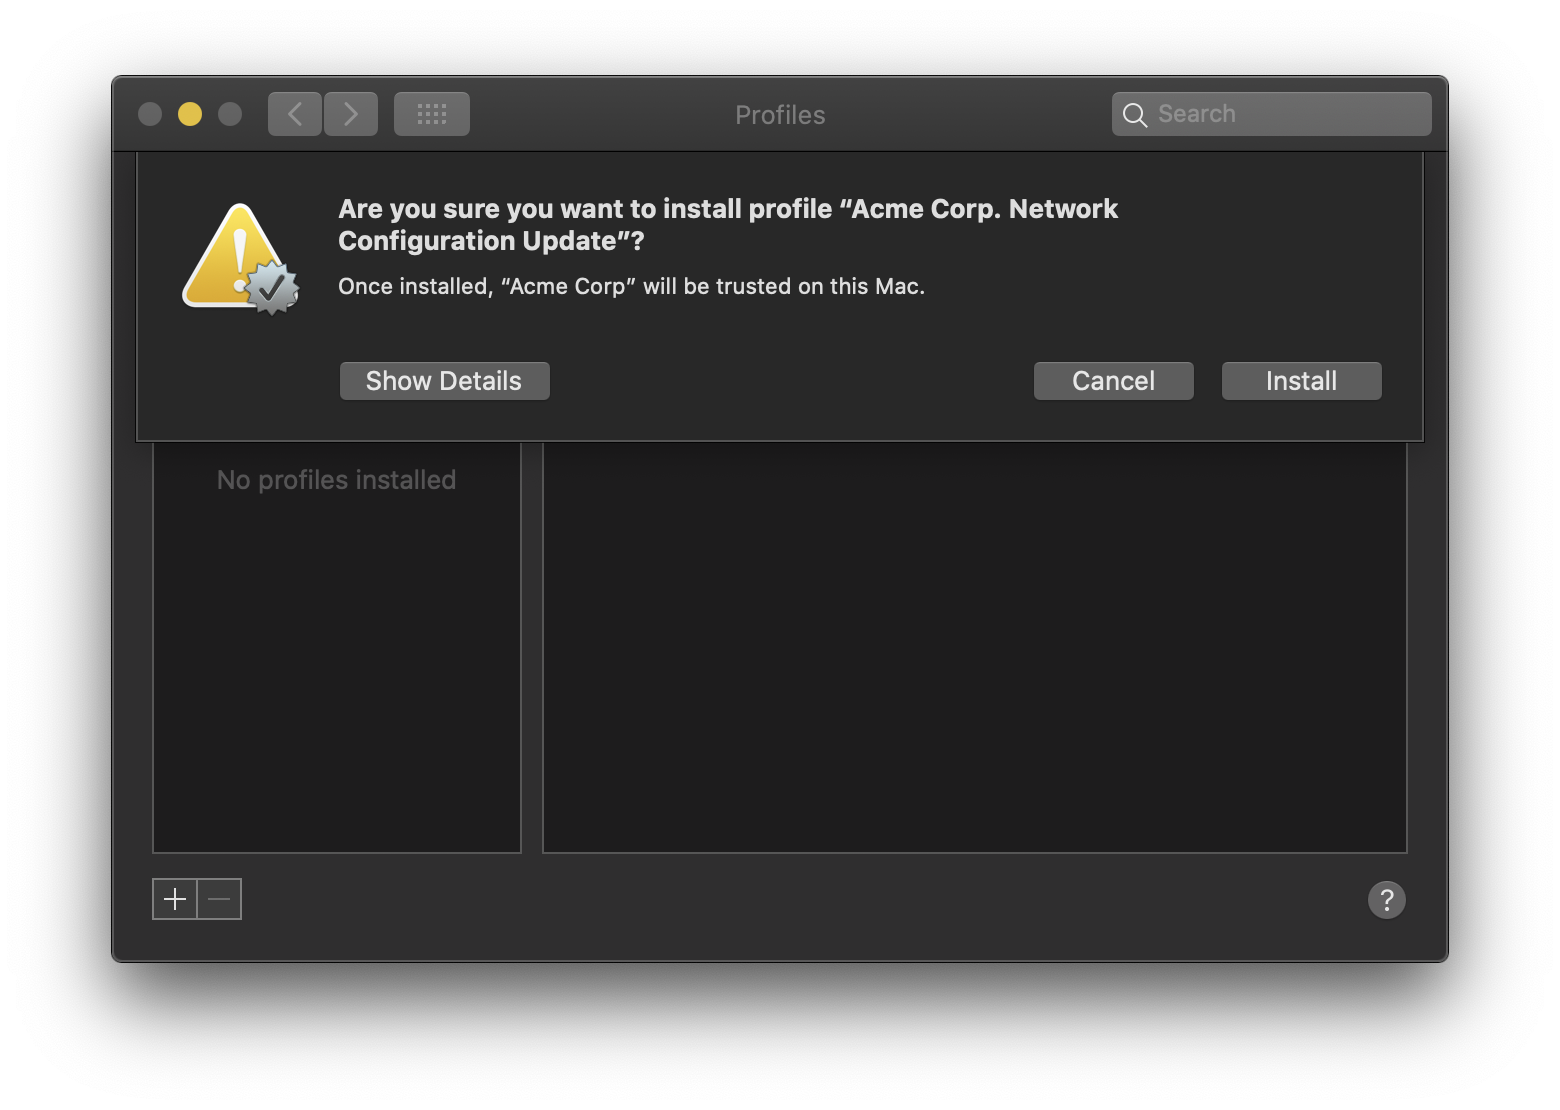 Profiles
Search
Are you sure you want to install profile “Acme Corp. Network
Configuration Update”?
Once installed, “Acme Corp” will be trusted on this Mac.
Show Details
Cancel
Install
No profiles installed
?